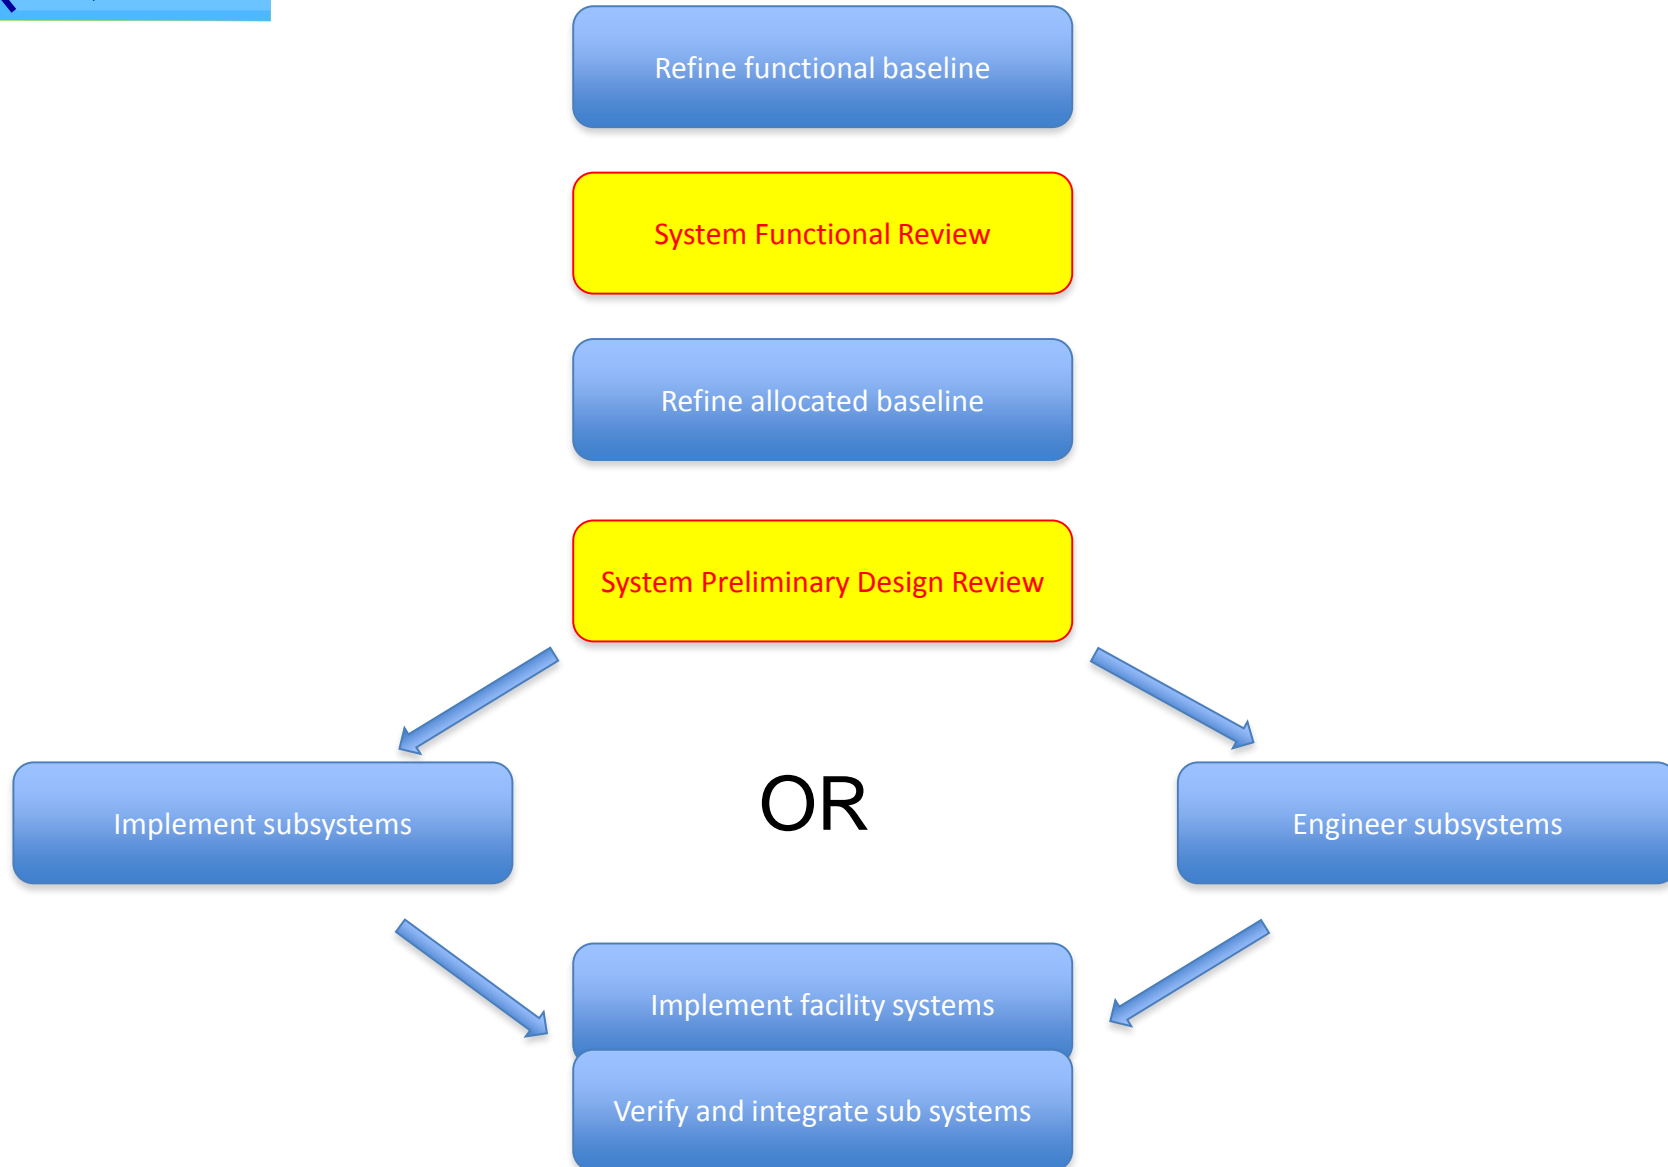 Refine functional baseline
System Functional Review
Refine allocated baseline
System Preliminary Design Review
Implement subsystems
OR
Engineer subsystems
Implement facility systems
Verify and integrate sub systems